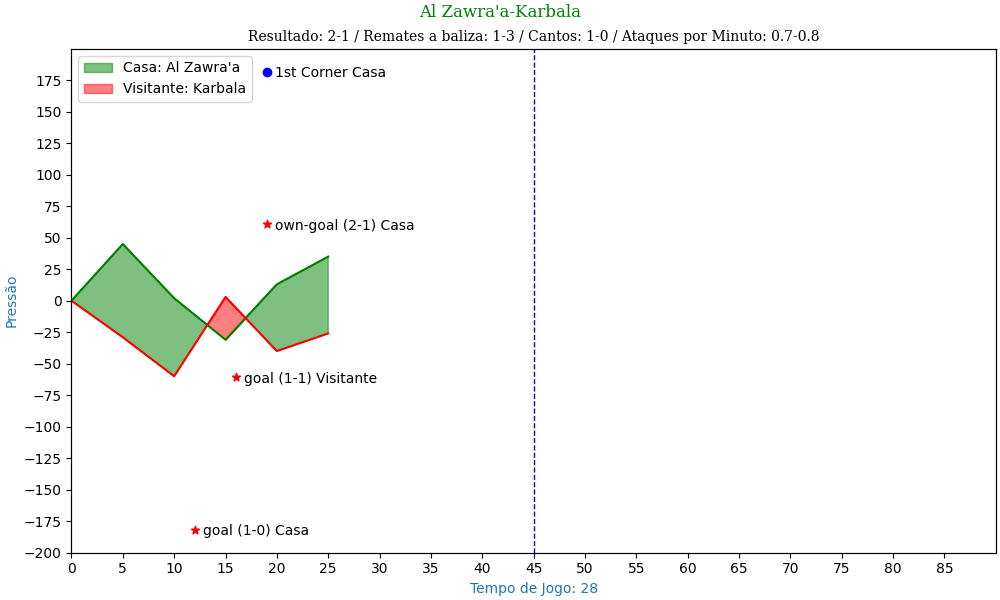 Al Zawra'a-Karbala
Resultado: 2-1 / Remates a baliza: 1-3 / Cantos: 1-0 / Ataques por Minuto: 0.7-0.8
Casa: Al Zawra'a
Visitante: Karbala
1st Corner Casa
own-goal (2-1) Casa
goal (1-1) Visitante
goal (1-0) Casa
Pressão
175
150
125
100
75
50
25
0
−25
−50
−75
−100
−125
−150
−175
−200
0 5 10 15 20 25 30 35 40 45 50 55 60 65 70 75 80 85
Tempo de Jogo: 28